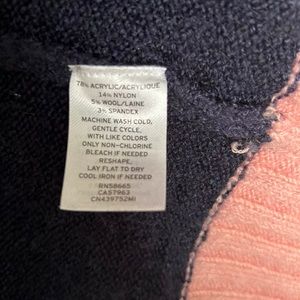 78% ACRYLIC/ACRYLIQUE
14% NYLON
5% WOOL/LAINE
3% SPANDEX
MACHINE WASH COLD,
GENTLE CYCLE,
WITH LIKE COLORS
ONLY NON-CHLORINE
BLEACH IF NEEDED
RESHAPE,
LAY FLAT TO DRY
COOL IRON IF NEEDED
RN58665
CA57963
CN439752MI